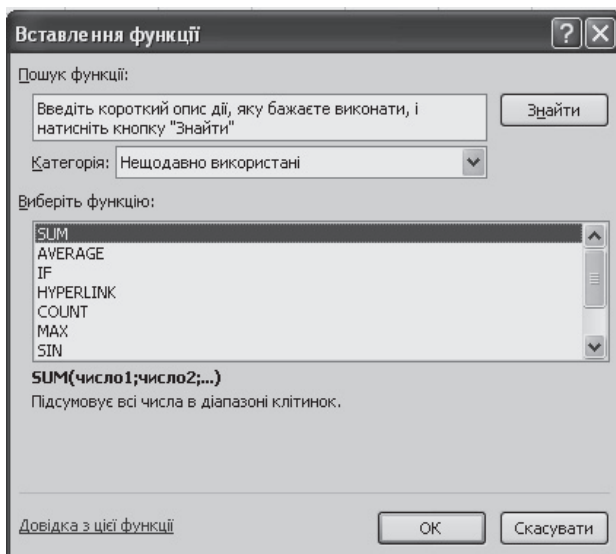 Вставлення функції
Пошук функції:
Введіть короткий опис дії, яку бажаєте виконати, і
натисніть кнопку "Знайти"
Знайти
Категорія: Нещодавно використані
Виберіть функцію:
SUM
AVERAGE
IF
HYPERLINK
COUNT
MAX
SIN
SUM(число1;число2;...)
Підсумовує всі числа в діапазоні клітинок.
Довідка з цієї функції
OK
Скасувати